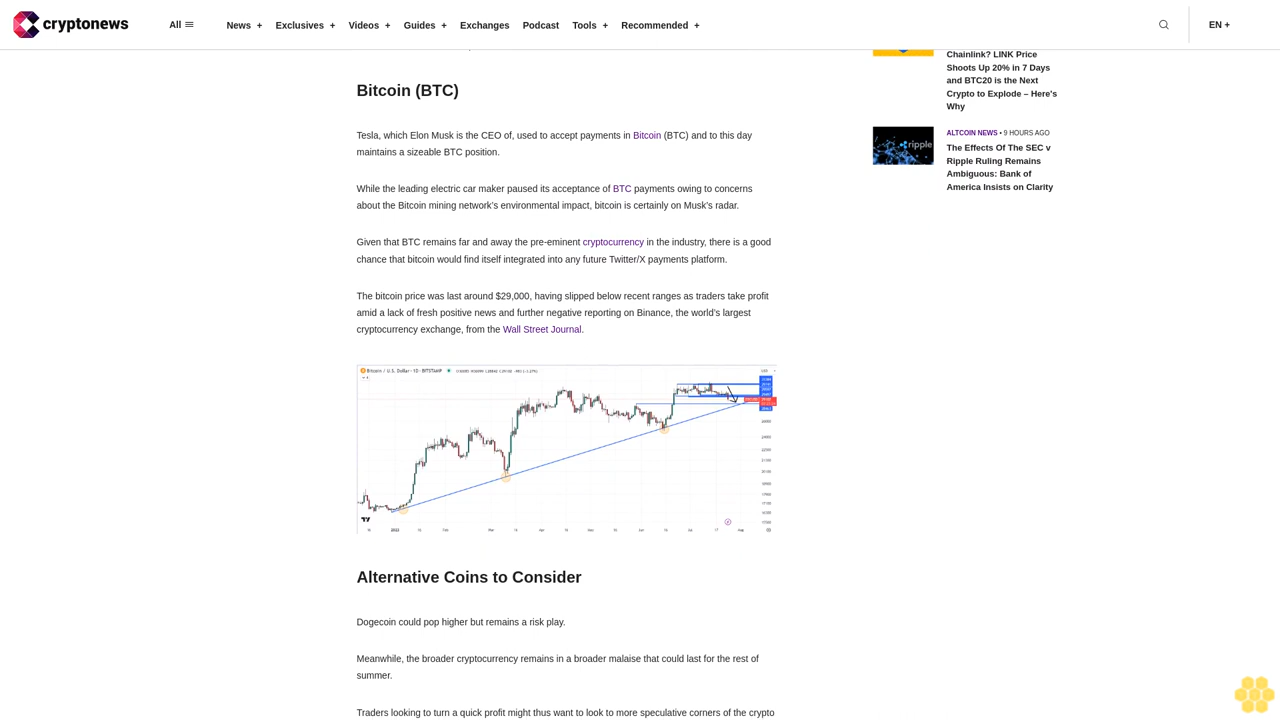 cryptonews
All
News +
Exclusives +
Videos +
Guides +
Exchanges
Podcast
Tools +
Recommended +
EN +
Bitcoin (BTC)
Tesla, which Elon Musk is the CEO of, used to accept payments in Bitcoin (BTC) and to this day
maintains a sizeable BTC position.
While the leading electric car maker paused its acceptance of BTC payments owing to concerns
about the Bitcoin mining network's environmental impact, bitcoin is certainly on Musk's radar.
Given that BTC remains far and away the pre-eminent cryptocurrency in the industry, there is a good
chance that bitcoin would find itself integrated into any future Twitter/X payments platform.
The bitcoin price was last around $29,000, having slipped below recent ranges as traders take profit
amid a lack of fresh positive news and further negative reporting on Binance, the world's largest
cryptocurrency exchange, from the Wall Street Journal.
Bitcoin / U.S. Dollar · 1D · BITSTAMP
Alternative Coins to Consider
Dogecoin could pop higher but remains a risk play.
Meanwhile, the broader cryptocurrency remains in a broader malaise that could last for the rest of
summer.
Traders looking to turn a quick profit might thus want to look to more speculative corners of the crypto
Chainlink? LINK Price
Shoots Up 20% in 7 Days
and BTC20 is the Next
Crypto to Explode – Here's
Why
ripple
ALTCOIN NEWS • 9 HOURS AGO
The Effects Of The SEC v
Ripple Ruling Remains
Ambiguous: Bank of
America Insists on Clarity